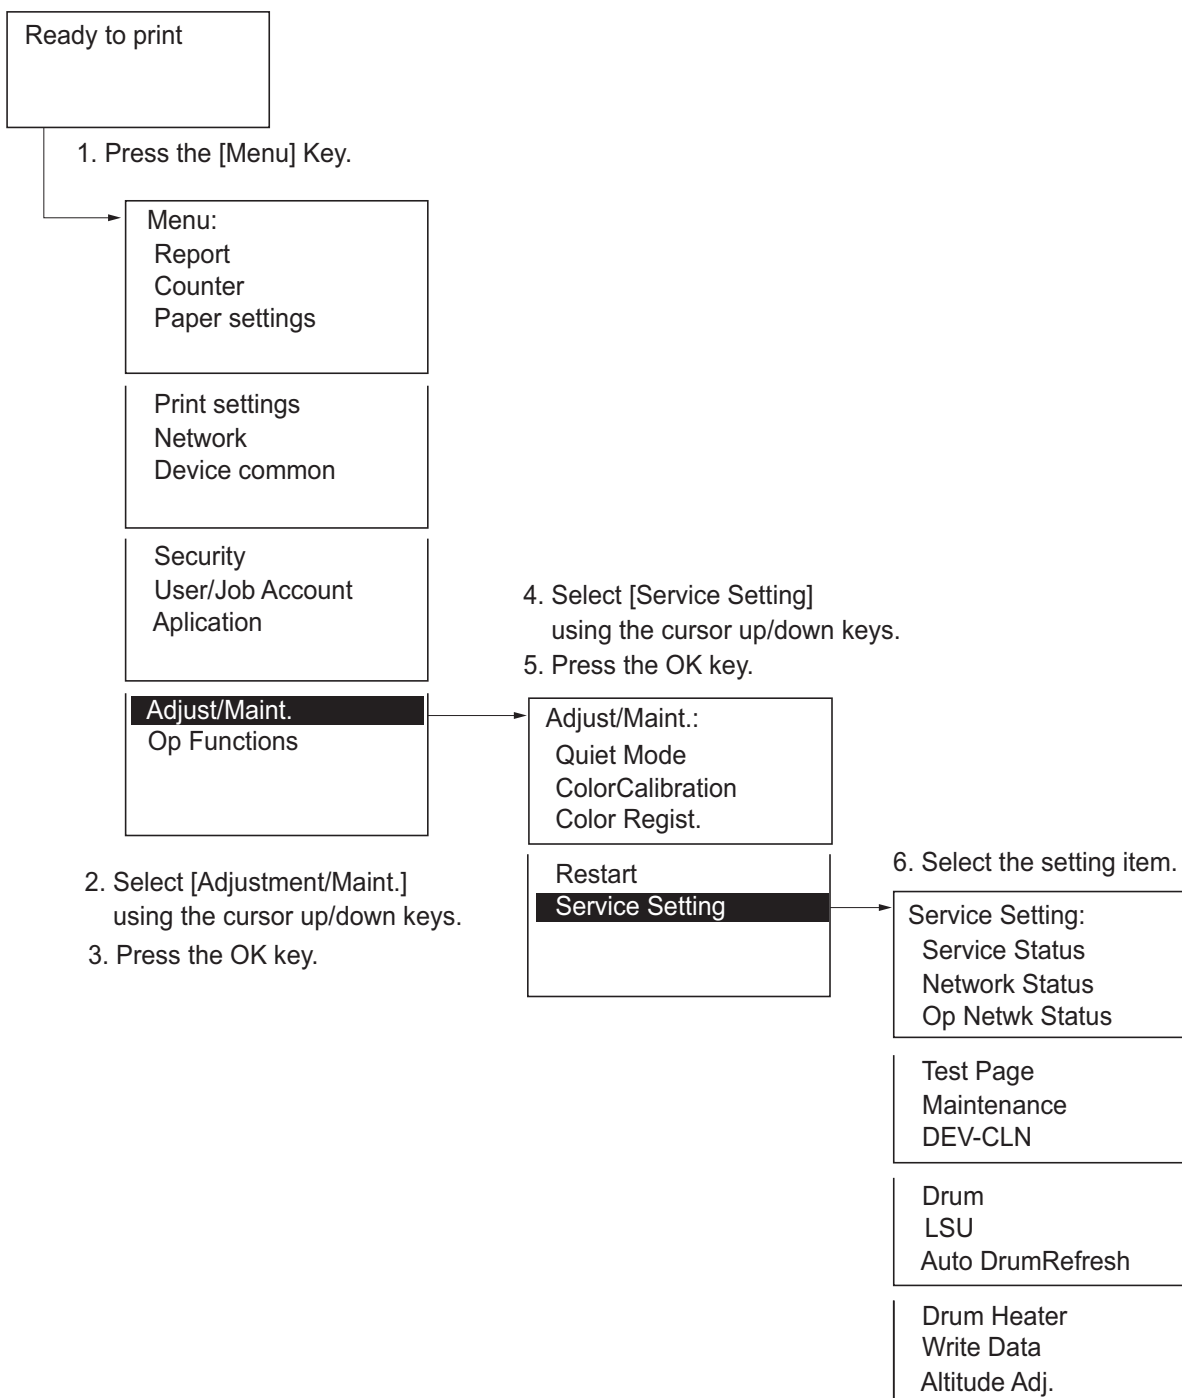 Ready to print
1. Press the [Menu] Key.
Menu:
Report
Counter
Paper settings
Print settings
Network
Device common
Security
User/Job Account
Aplication
Adjust/Maint.
Op Functions
2. Select [Adjustment/Maint.]
using the cursor up/down keys.
3. Press the OK key.
4. Select [Service Setting]
using the cursor up/down keys.
5. Press the OK key.
Adjust/Maint.:
Quiet Mode
ColorCalibration
Color Regist.
Restart
Service Setting
6. Select the setting item.
Service Setting:
Service Status
Network Status
Op Netwk Status
Test Page
Maintenance
DEV-CLN
Drum
LSU
Auto DrumRefresh
Drum Heater
Write Data
Altitude Adj.